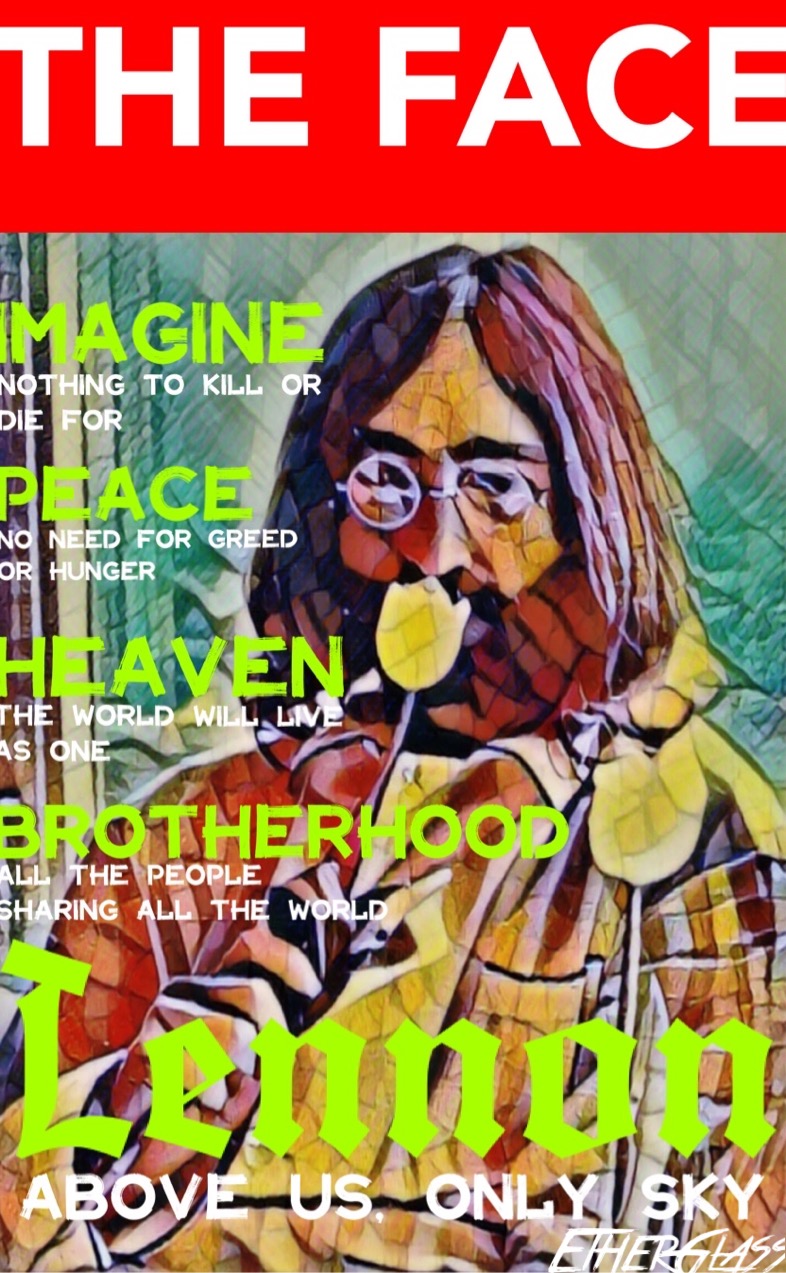 THE FACE
IMAGINE
NOTHING TO KILL OR
DIE FOR
PEACE
NO NEED FOR GREED
OR HUNGER
HEAVEN
THE WORLD WILL LIVE
AS ONE
BROTHERHOOD
ALL THE PEOPLE
SHARING ALL THE WORLD
Lennon
ABOVE US, ONLY SKY
ETHERGLASS